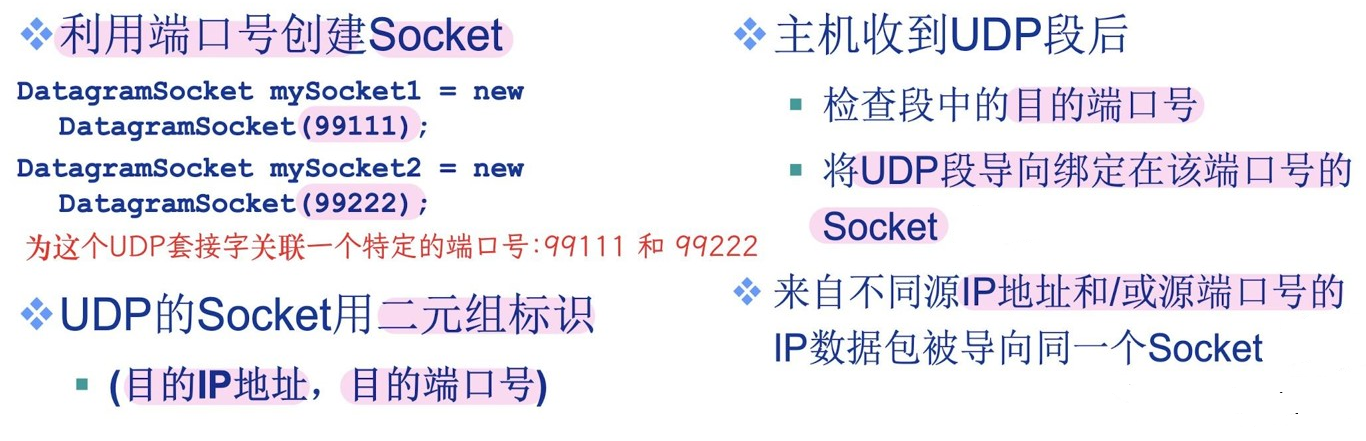 利用端口号创建Socket
DatagramSocket mySocket1 = new
DatagramSocket(99111);
DatagramSocket mySocket2 = new
DatagramSocket(99222);
为这个UDP套接字关联一个特定的端口号:99111 和 99222
UDP的Socket用二元组标识
(目的IP地址，目的端口号)
主机收到UDP段后
检查段中的目的端口号
将UDP段导向绑定在该端口号的
Socket
来自不同源IP地址和/或源端口号的
IP数据包被导向同一个Socket